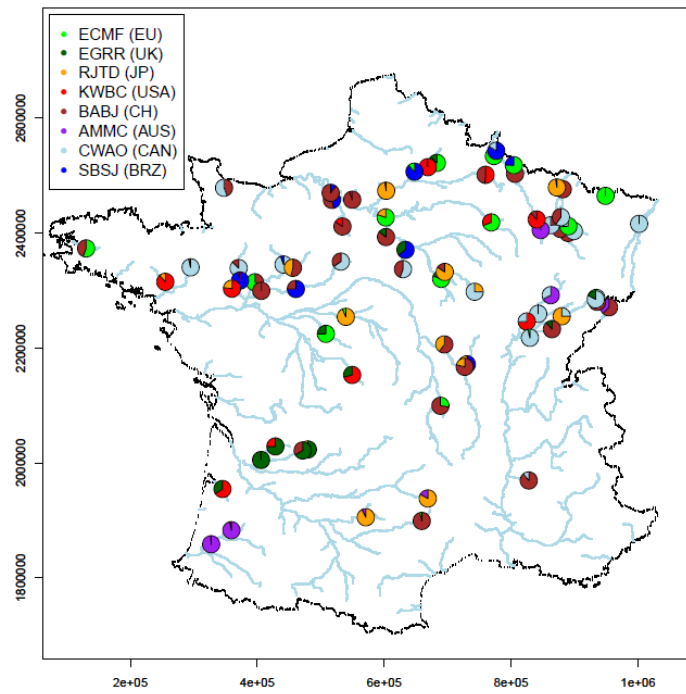 ECMF (EU)
EGRR (UK)
RJTD (JP)
KWBC (USA)
BABJ (CH)
AMMC (AUS)
CWAO (CAN)
SBSJ (BRZ)
2800000
2400000
2200000
2000000
1800000
2e+05
4e+05
6e+05
8e+05
1e+06